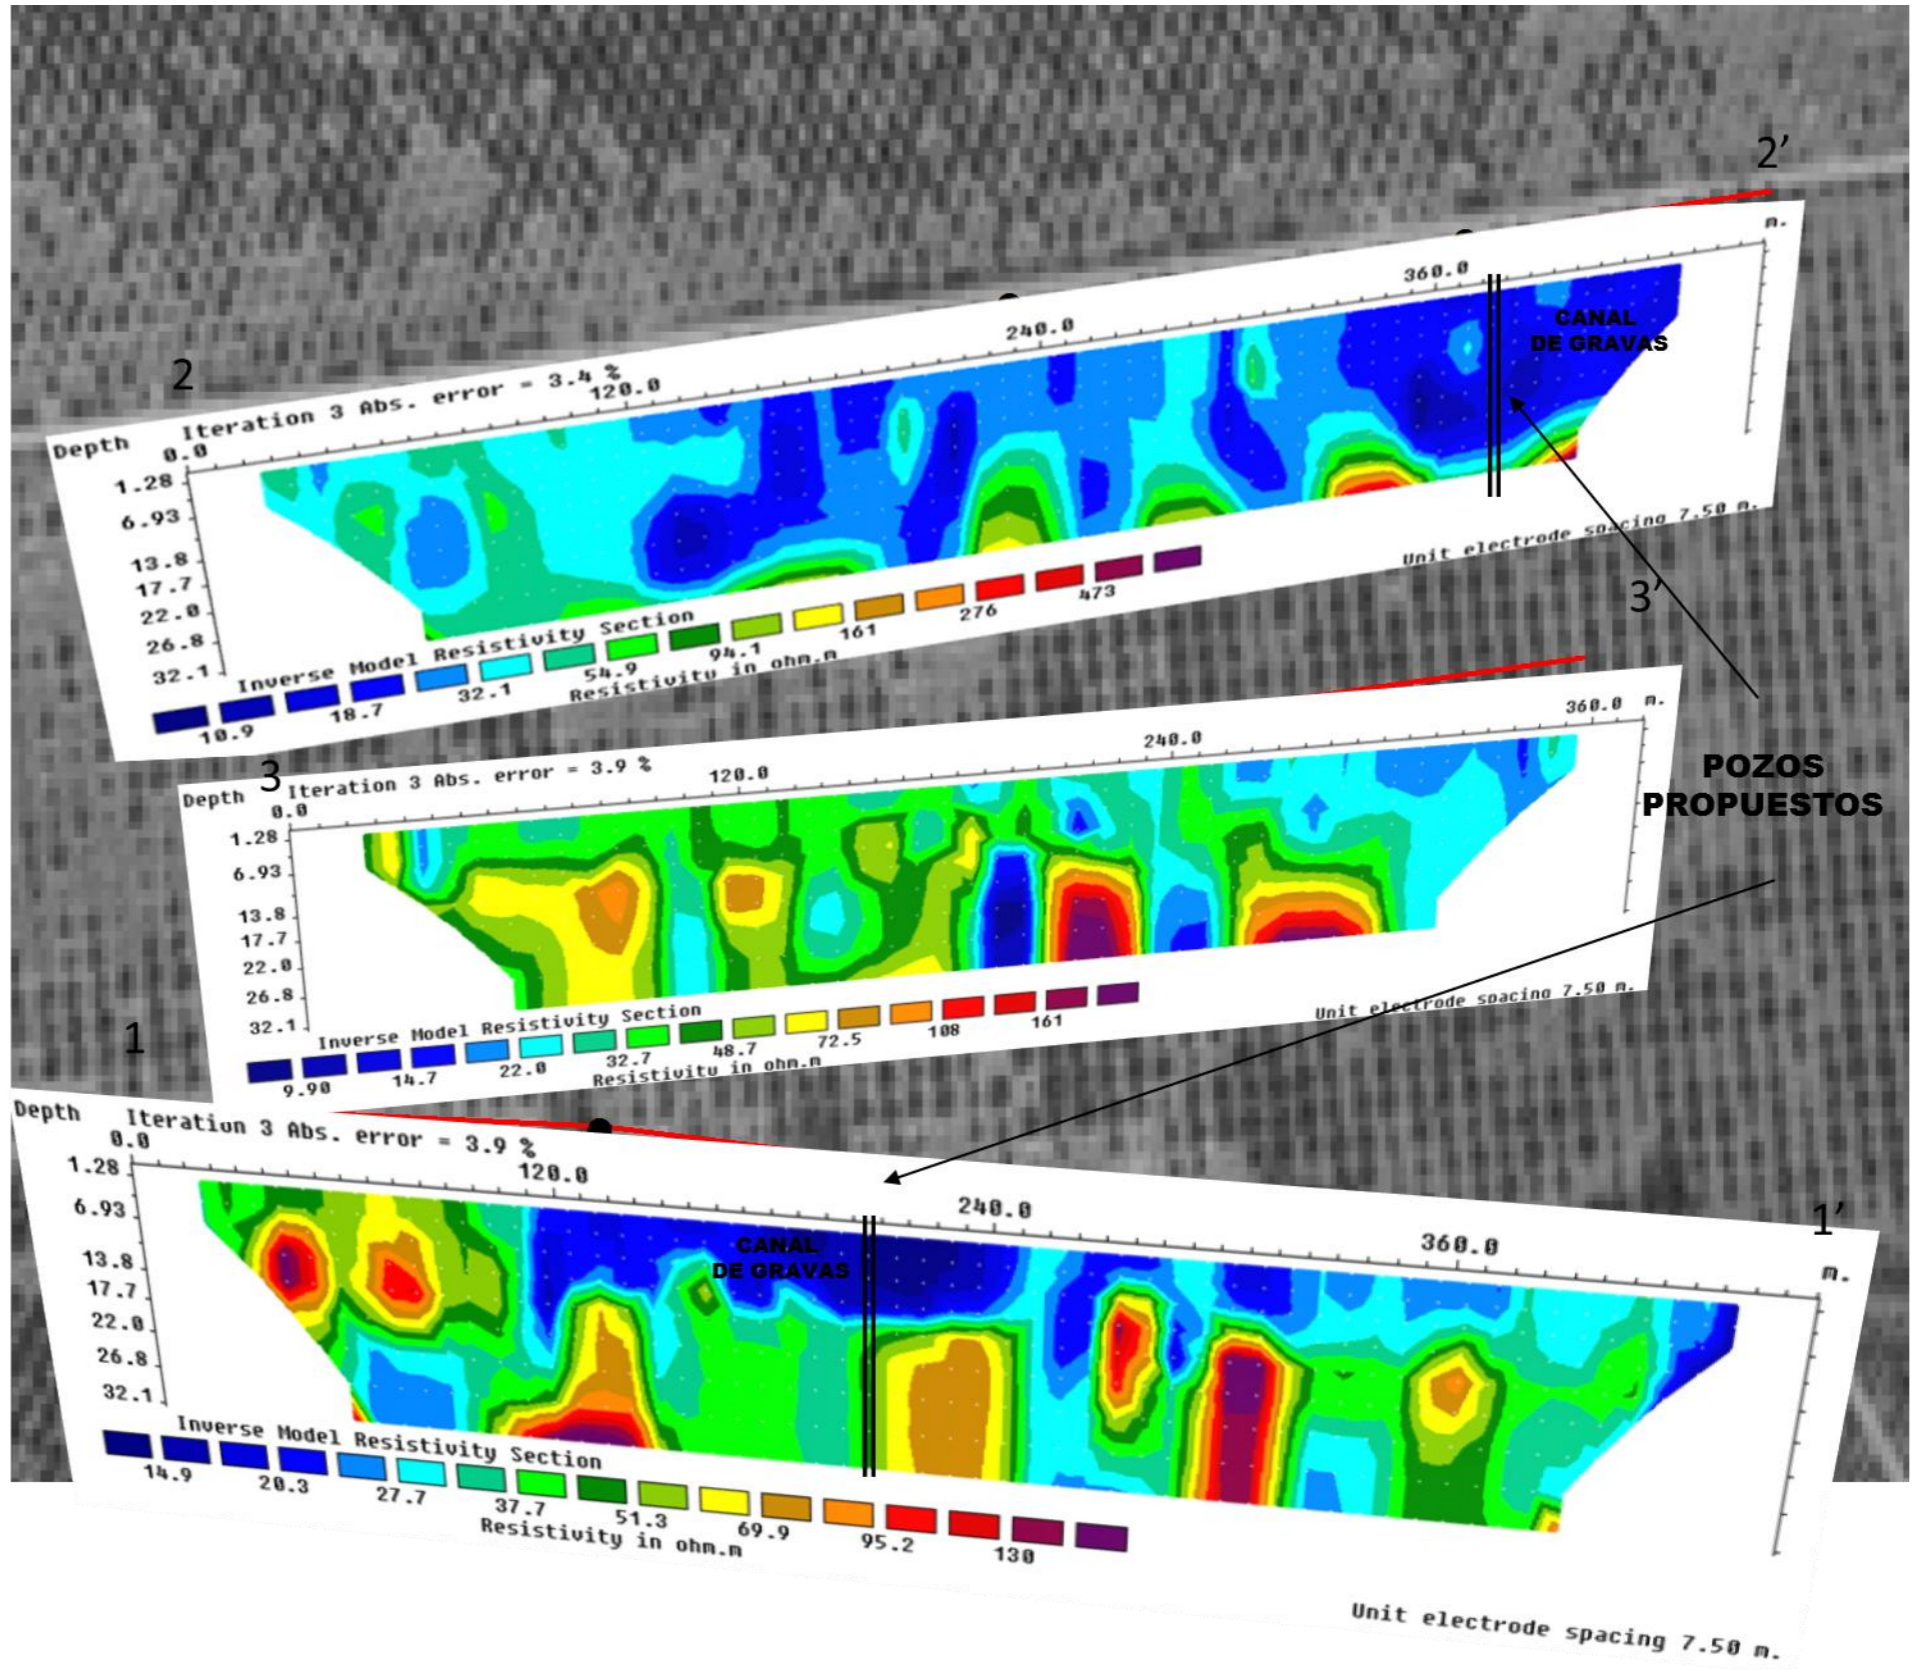 2'
m.
360.0
CANAL
DE GRAVAS
240.0
2
Iteration 3 Abs. error = 3.4 %
120.0
Depth
0.0
1.28
6.93
13.8
17.7
22.0
26.8
32.1
Inverse Model Resistivity Section
10.9
18.7
32.1
54.9
94.1
161
276
473
Resistivity in ohm.m
Unit electrode spacing 7.50 m.
3'
POZOS
PROPUESTOS
3
Depth
Iteration 3 Abs. error = 3.9 %
0.0
120.0
240.0
360.0
m.
1.28
6.93
13.8
17.7
22.0
26.8
32.1
Inverse Model Resistivity Section
9.90
14.7
22.0
32.7
48.7
72.5
108
161
Resistivity in ohm.m
Unit electrode spacing 7.50 m.
1
1'
Depth
Iteration 3 Abs. error = 3.9 %
0.0
120.0
240.0
360.0
m.
1.28
6.93
13.8
17.7
22.0
26.8
32.1
CANAL
DE GRAVAS
Inverse Model Resistivity Section
14.9
20.3
27.7
37.7
51.3
69.9
95.2
130
Resistivity in ohm.m
Unit electrode spacing 7.50 m.